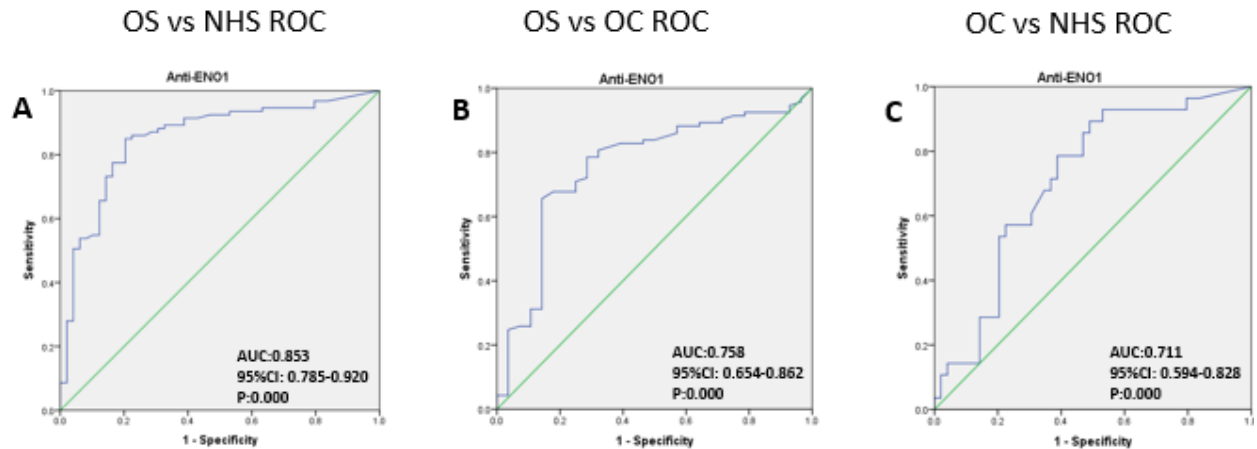 OS vs NHS ROC
OS vs OC ROC
OC vs NHS ROC
A
Anti-ENO1
1.0
0.8
0.6
0.4
0.2
0.0
Sensitivity
AUC:0.853
95%CI: 0.785-0.920
P:0.000
0.0 0.2 0.4 0.6 0.8 1.0
1 - Specificity
B
Anti-ENO1
1.0
0.8
0.6
0.4
0.2
0.0
Sensitivity
AUC:0.758
95%CI: 0.654-0.862
P:0.000
0.0 0.2 0.4 0.6 0.8 1.0
1 - Specificity
C
Anti-ENO1
1.0
0.8
0.6
0.4
0.2
0.0
Sensitivity
AUC:0.711
95%CI: 0.594-0.828
P:0.000
0.0 0.2 0.4 0.6 0.8 1.0
1 - Specificity